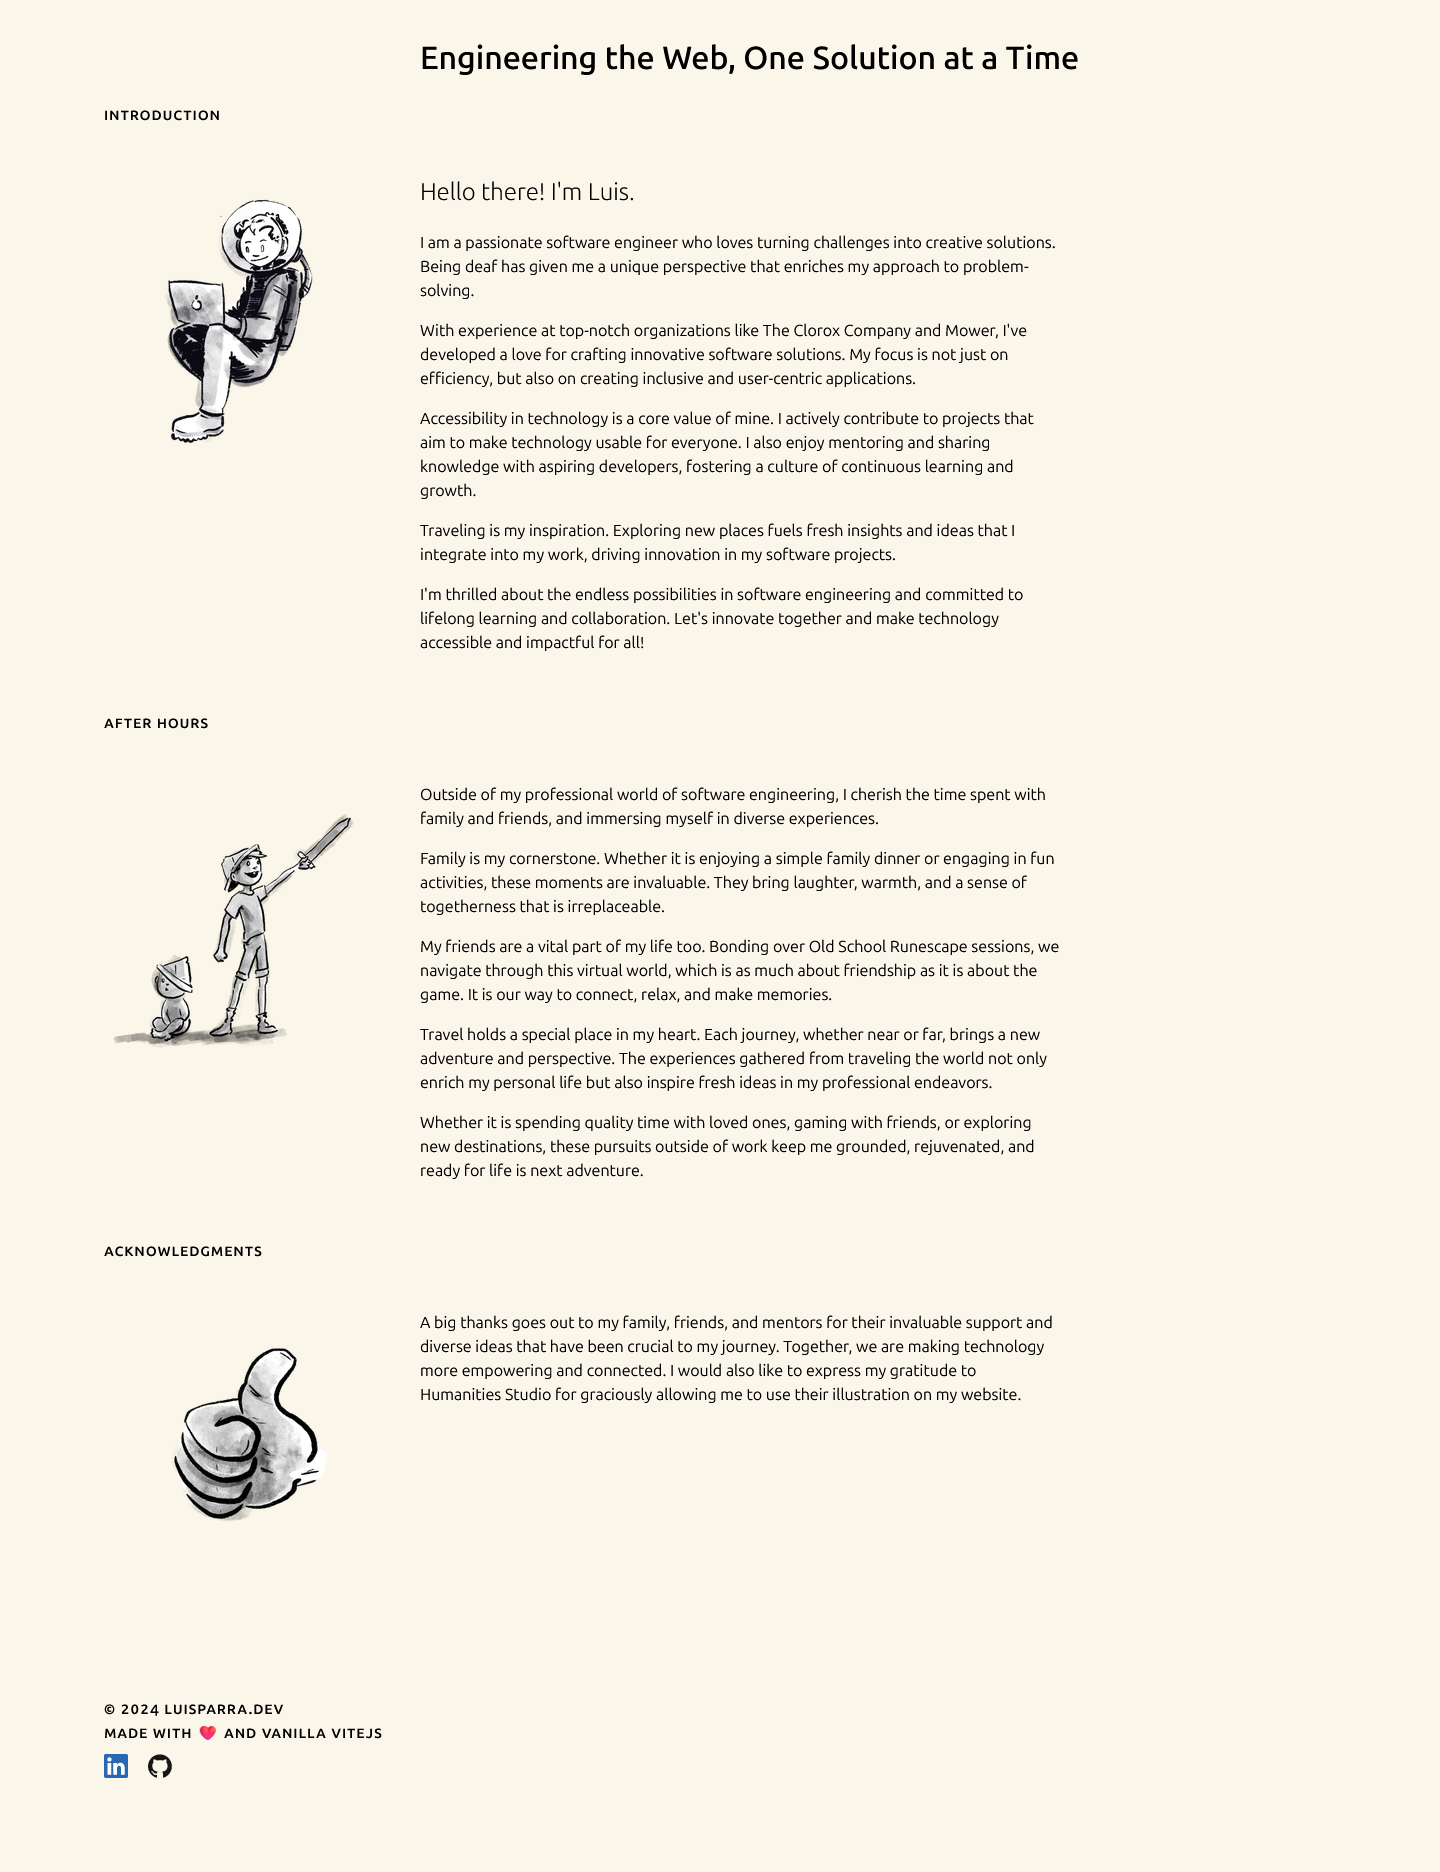 Engineering the Web, One Solution at a Time
INTRODUCTION
Hello there! I'm Luis.
I am a passionate software engineer who loves turning challenges into creative solutions.
Being deaf has given me a unique perspective that enriches my approach to problem-
solving.
With experience at top-notch organizations like The Clorox Company and Mower, I've
developed a love for crafting innovative software solutions. My focus is not just on
efficiency, but also on creating inclusive and user-centric applications.
Accessibility in technology is a core value of mine. I actively contribute to projects that
aim to make technology usable for everyone. I also enjoy mentoring and sharing
knowledge with aspiring developers, fostering a culture of continuous learning and
growth.
Traveling is my inspiration. Exploring new places fuels fresh insights and ideas that I
integrate into my work, driving innovation in my software projects.
I'm thrilled about the endless possibilities in software engineering and committed to
lifelong learning and collaboration. Let's innovate together and make technology
accessible and impactful for all!
AFTER HOURS
Outside of my professional world of software engineering, I cherish the time spent with
family and friends, and immersing myself in diverse experiences.
Family is my cornerstone. Whether it is enjoying a simple family dinner or engaging in fun
activities, these moments are invaluable. They bring laughter, warmth, and a sense of
togetherness that is irreplaceable.
My friends are a vital part of my life too. Bonding over Old School Runescape sessions, we
navigate through this virtual world, which is as much about friendship as it is about the
game. It is our way to connect, relax, and make memories.
Travel holds a special place in my heart. Each journey, whether near or far, brings a new
adventure and perspective. The experiences gathered from traveling the world not only
enrich my personal life but also inspire fresh ideas in my professional endeavors.
Whether it is spending quality time with loved ones, gaming with friends, or exploring
new destinations, these pursuits outside of work keep me grounded, rejuvenated, and
ready for life is next adventure.
ACKNOWLEDGMENTS
A big thanks goes out to my family, friends, and mentors for their invaluable support and
diverse ideas that have been crucial to my journey. Together, we are making technology
more empowering and connected. I would also like to express my gratitude to
Humanities Studio for graciously allowing me to use their illustration on my website.
© 2024 LUISPARRA.DEV
MADE WITH ❤️ AND VANILLA VITEJS
in